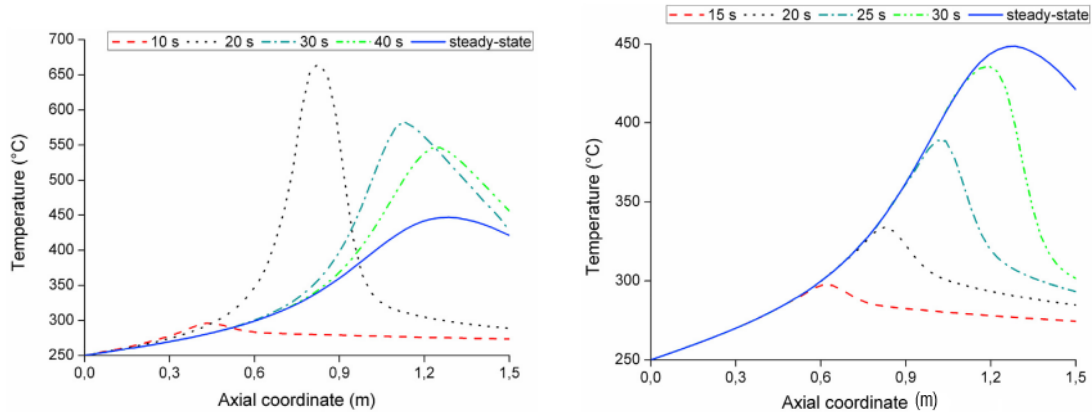 10 s 20 s 30 s 40 s steady-state
700
650
600
550
500
450
400
350
300
250
Temperature (°C)
0,0 0,3 0,6 0,9 1,2 1,5
Axial coordinate (m)
15 s 20 s 25 s 30 s steady-state
450
400
350
300
250
Temperature (°C)
0,0 0,3 0,6 0,9 1,2 1,5
Axial coordinate (m)